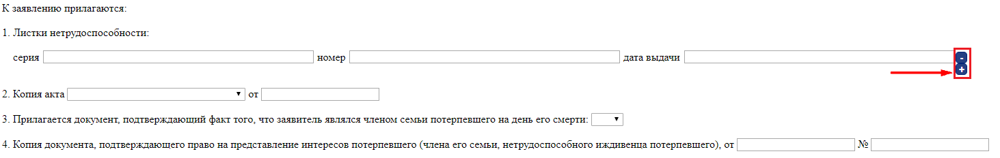 К заявлению прилагаются:
1. Листки нетрудоспособности:
серия номер дата выдачи -
+
2. Копия акта от
3. Прилагается документ, подтверждающий факт того, что заявитель являлся членом семьи потерпевшего на день его смерти:
4. Копия документа, подтверждающего право на представление интересов потерпевшего (члена его семьи, нетрудоспособного иждивенца потерпевшего), от №